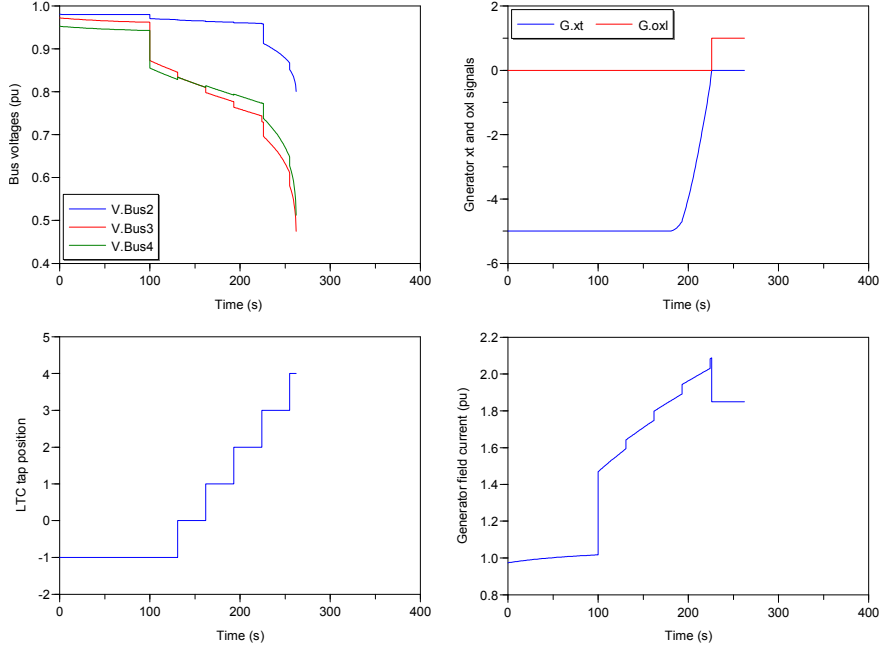 1.0
0.9
0.8
0.7
0.6
0.5
0.4
Bus voltages (pu)
V.Bus2
V.Bus3
V.Bus4
0 100 200 300 400
Time (s)
2
0
-2
-4
-6
Gnerator xt and oxl signals
G.xt G.oxl
0 100 200 300 400
Time (s)
5
4
3
2
1
0
-1
-2
LTC tap position
0 100 200 300 400
Time (s)
2.2
2.0
1.8
1.6
1.4
1.2
1.0
0.8
Generator field current (pu)
0 100 200 300 400
Time (s)